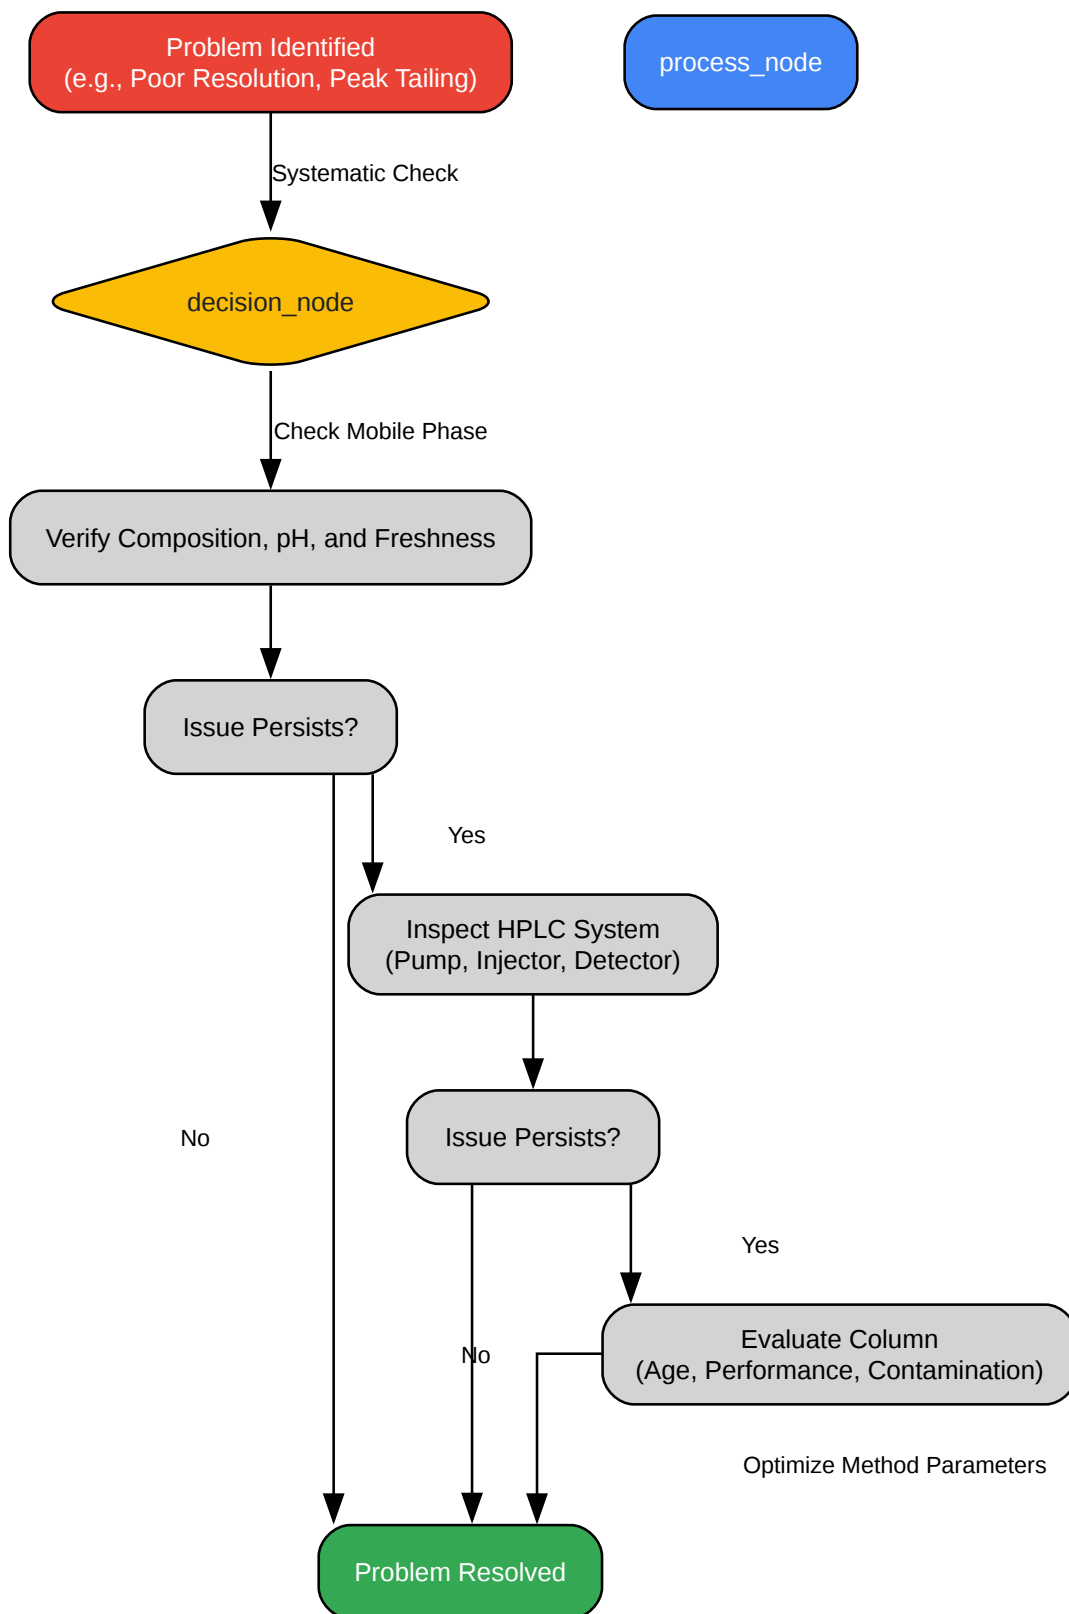 Problem Identified
(e.g., Poor Resolution, Peak Tailing)
process_node
Systematic Check
decision_node
Check Mobile Phase
Verify Composition, pH, and Freshness
Issue Persists?
Yes
Inspect HPLC System
(Pump, Injector, Detector)
No
Issue Persists?
Yes
No
Evaluate Column
(Age, Performance, Contamination)
Optimize Method Parameters
Problem Resolved